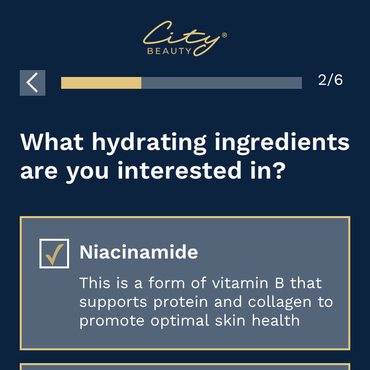 City®
BEAUTY
2/6
What hydrating ingredients
are you interested in?
Niacinamide
This is a form of vitamin B that
supports protein and collagen to
promote optimal skin health